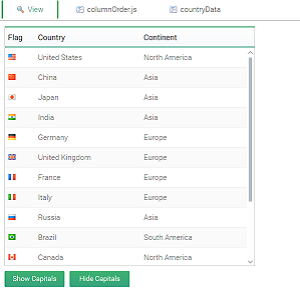 View columnOrder.js countryData
Flag Country Continent
United States North America
China Asia
Japan Asia
India Asia
Germany Europe
United Kingdom Europe
France Europe
Italy Europe
Russia Asia
Brazil South America
Canada North America
Show Capitals Hide Capitals